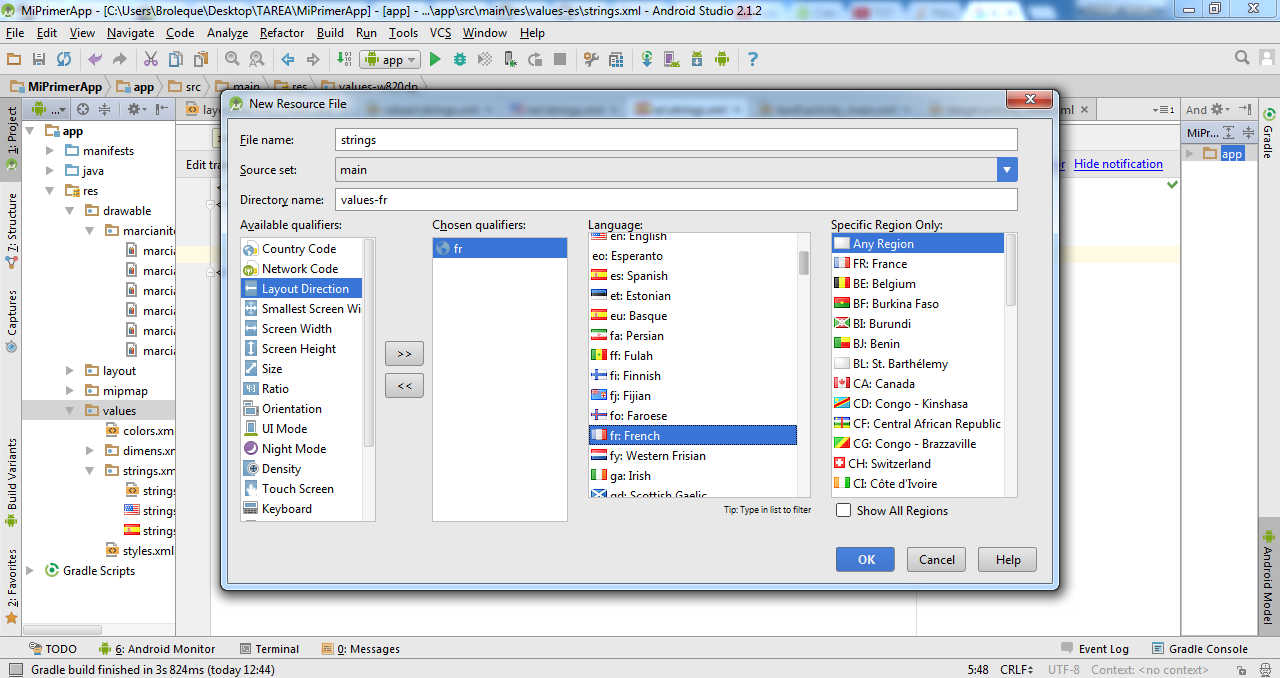 MiPrimerApp - [C:\Users\Broleque\Desktop\TAREA\MiPrimerApp] - [app] - ...\app\src\main\res\values-es\strings.xml - Android Studio 2.1.2
File Edit View Navigate Code Analyze Refactor Build Run Tools VCS Window Help
app
MiPrimerApp app src main res values-w820dp
1: Project
7: Structure
Captures
Build Variants
2: Favorites
app
manifests
java
res
drawable
marcianit
marcia
marcia
marcia
marcia
marcia
marcia
layout
mipmap
values
colors.xm
dimens.xm
strings.xm
strings
strings
strings
styles.xml
Gradle Scripts
lay
Edit tra
New Resource File
File name: strings
Source set: main
Directory name: values-fr
Available qualifiers:
Country Code
Network Code
Layout Direction
Smallest Screen Wi
Screen Width
Screen Height
Size
Ratio
Orientation
UI Mode
Night Mode
Density
Touch Screen
Keyboard
>>
<<
Chosen qualifiers:
fr
Language:
en: English
eo: Esperanto
es: Spanish
et: Estonian
eu: Basque
fa: Persian
ff: Fulah
fi: Finnish
fj: Fijian
fo: Faroese
fr: French
fy: Western Frisian
ga: Irish
gd: Scottish Gaelic
Tip: Type in list to filter
Specific Region Only:
Any Region
FR: France
BE: Belgium
BF: Burkina Faso
BI: Burundi
BJ: Benin
BL: St. Barthélemy
CA: Canada
CD: Congo - Kinshasa
CF: Central African Republic
CG: Congo - Brazzaville
CH: Switzerland
CI: Côte d'Ivoire
Show All Regions
OK Cancel Help
ml
Hide notification
And
MiPr...
app
Gradle
Android Model
TODO 6: Android Monitor Terminal 0: Messages Event Log Gradle Console
Gradle build finished in 3s 824ms (today 12:44) 5:48 CRLF UTF-8 Context: <no context>